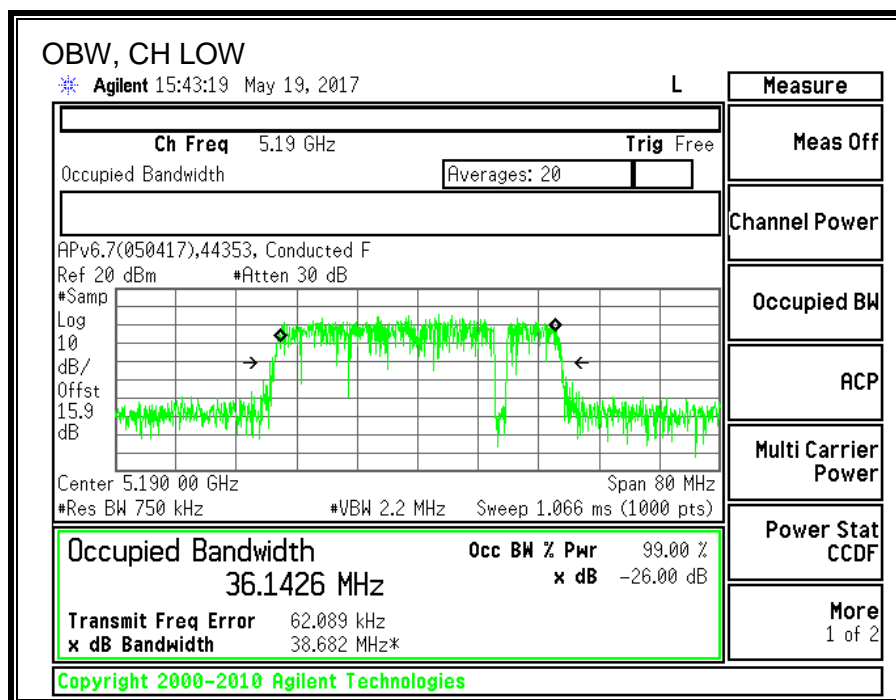 OBW, CH LOW
Agilent 15:43:19 May 19, 2017 L
Measure
Ch Freq 5.19 GHz Trig Free
Meas Off
Occupied Bandwidth Averages: 20
Channel Power
APv6.7(050417),44353, Conducted F
Ref 20 dBm #Atten 30 dB
#Samp
Log
10
dB/
Offst
15.9
dB
Occupied BW
ACP
Center 5.190 00 GHz Span 80 MHz
#Res BW 750 kHz #VBW 2.2 MHz Sweep 1.066 ms (1000 pts)
Multi Carrier
Power
Occupied Bandwidth Occ BW % Pwr 99.00 %
36.1426 MHz x dB -26.00 dB
Transmit Freq Error 62.089 kHz
x dB Bandwidth 38.682 MHz*
Power Stat
CCDF
More
1 of 2
Copyright 2000-2010 Agilent Technologies